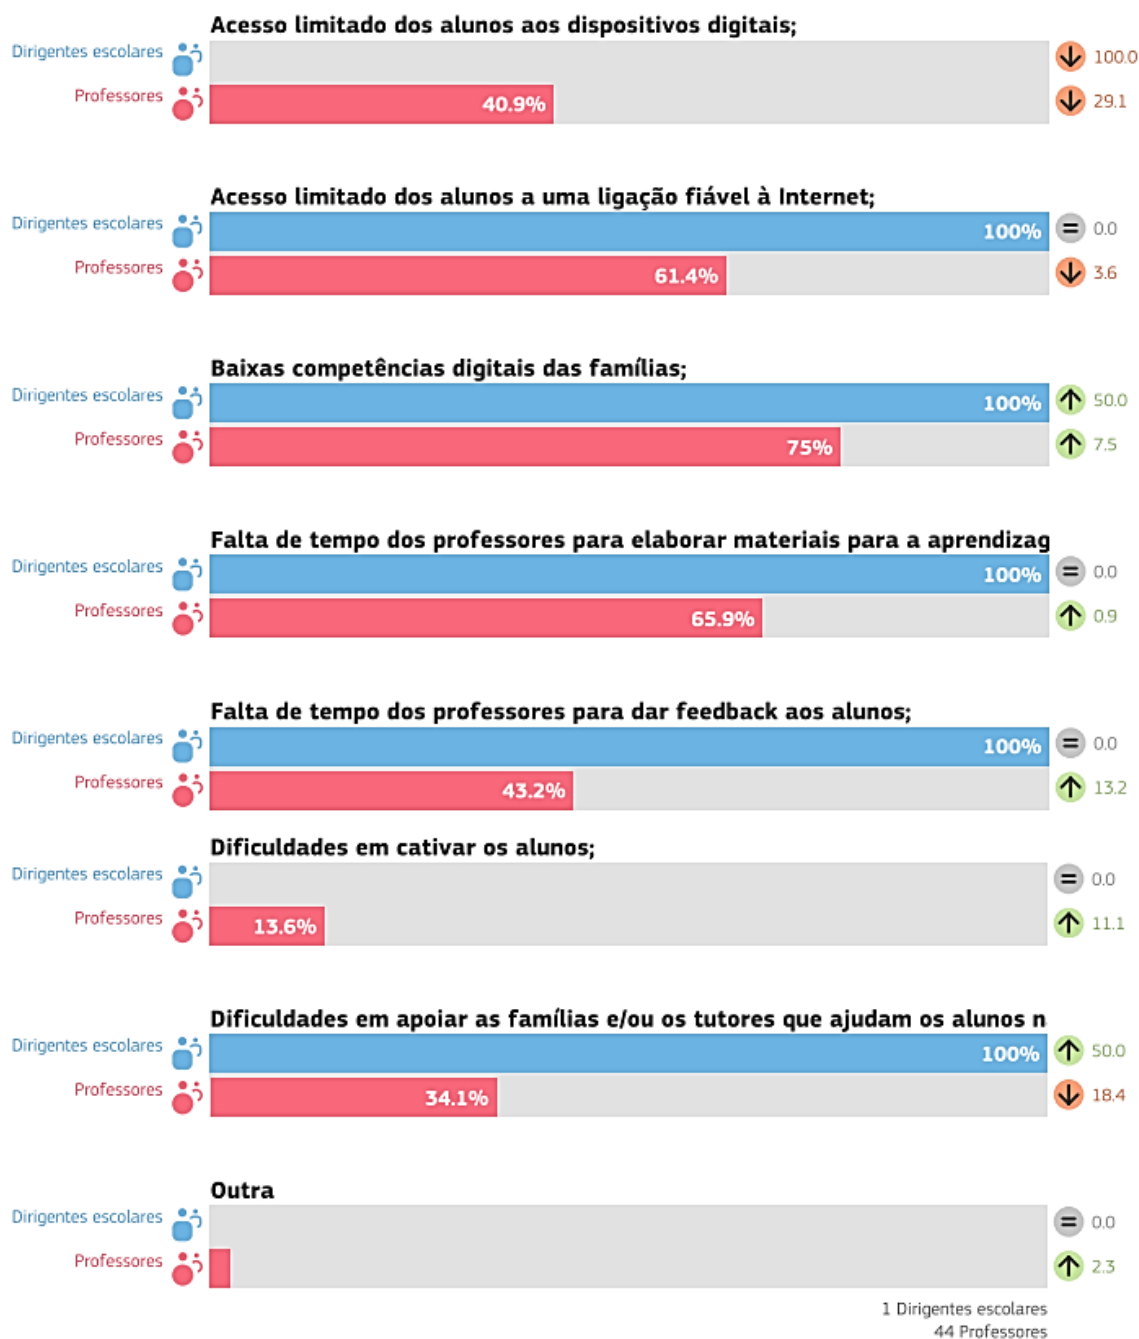 Acesso limitado dos alunos aos dispositivos digitais;
Dirigentes escolares 100.0
Professores 40.9% 29.1
Acesso limitado dos alunos a uma ligação fiável à Internet;
Dirigentes escolares 100% = 0.0
Professores 61.4% 3.6
Baixas competências digitais das famílias;
Dirigentes escolares 100% 50.0
Professores 75% 7.5
Falta de tempo dos professores para elaborar materiais para a aprendizag
Dirigentes escolares 100% = 0.0
Professores 65.9% 0.9
Falta de tempo dos professores para dar feedback aos alunos;
Dirigentes escolares 100% = 0.0
Professores 43.2% 13.2
Dificuldades em cativar os alunos;
Dirigentes escolares = 0.0
Professores 13.6% 11.1
Dificuldades em apoiar as famílias e/ou os tutores que ajudam os alunos n
Dirigentes escolares 100% 50.0
Professores 34.1% 18.4
Outra
Dirigentes escolares = 0.0
Professores 2.3
1 Dirigentes escolares
44 Professores